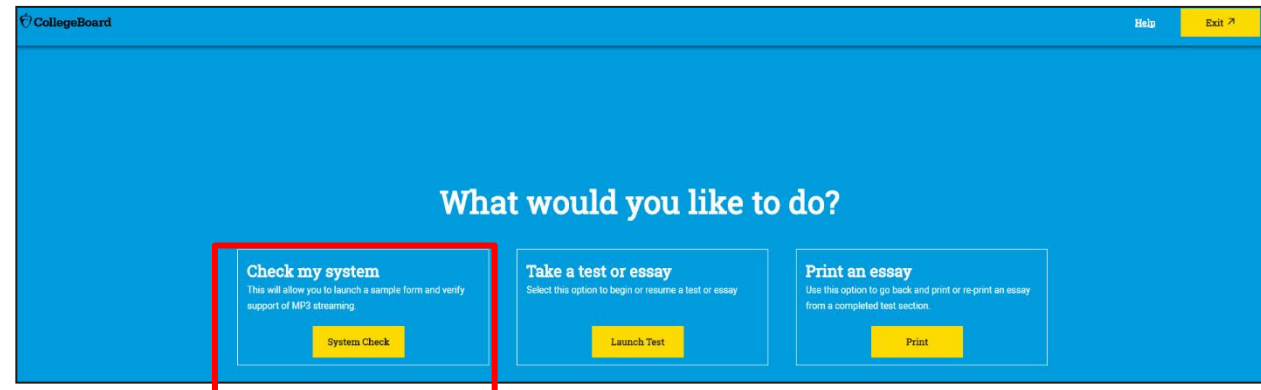 CollegeBoard
Help
Exit ↗
What would you like to do?
Check my system
This will allow you to launch a sample form and verify
support of MP3 streaming.
System Check
Take a test or essay
Select this option to begin or resume a test or essay
Launch Test
Print an essay
Use this option to go back and print or re-print an essay
from a completed test section.
Print